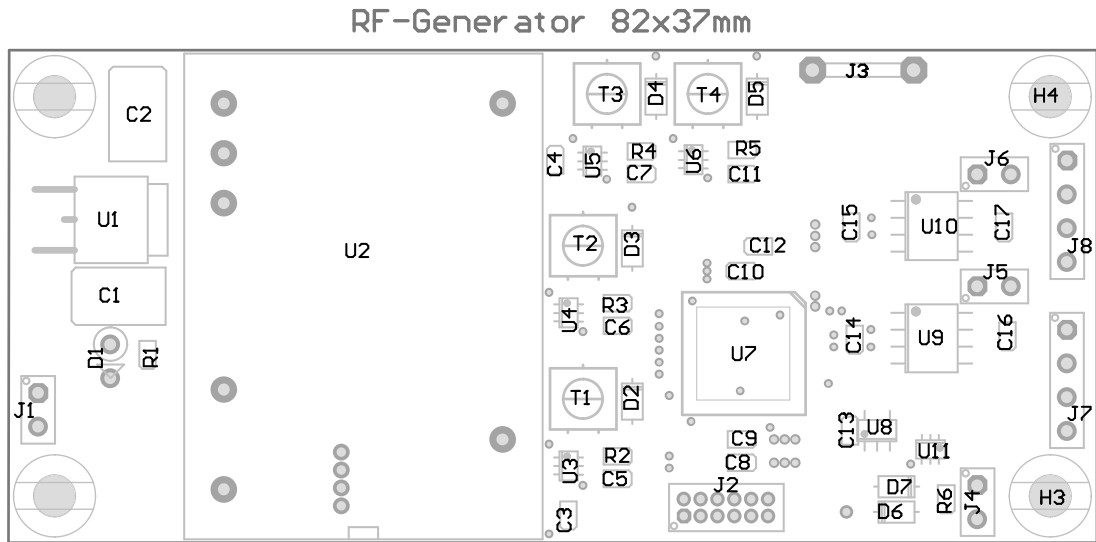 RF-Generator 82x37mm
C2
T3
D4
T4
D5
J3
H4
C4
U5
R4
C7
U6
R5
C11
J6
U1
U2
T2
D3
C12
C10
C15
U10
C17
J8
C1
U4
R3
C6
J5
D1
R1
U7
C14
U9
C16
J1
T1
D2
J7
C9
C8
C13
U8
U11
U3
R2
C5
C3
J2
D7
D6
R6
J4
H3